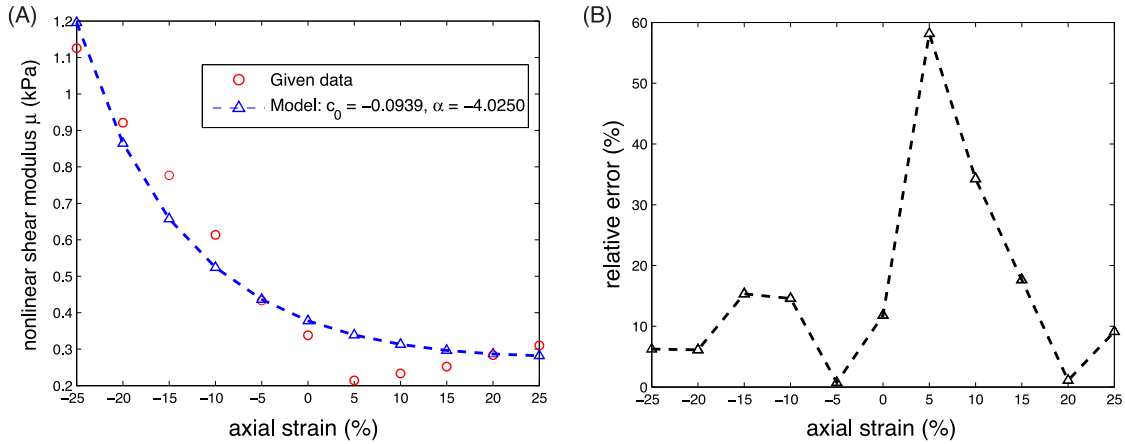 (A)
nonlinear shear modulus μ (kPa)
1.2
1.1
1
0.9
0.8
0.7
0.6
0.5
0.4
0.3
0.2
Given data
Model: c₀ = −0.0939, α = −4.0250
−25 −20 −15 −10 −5 0 5 10 15 20 25
axial strain (%)
(B)
relative error (%)
60
50
40
30
20
10
0
−25 −20 −15 −10 −5 0 5 10 15 20 25
axial strain (%)